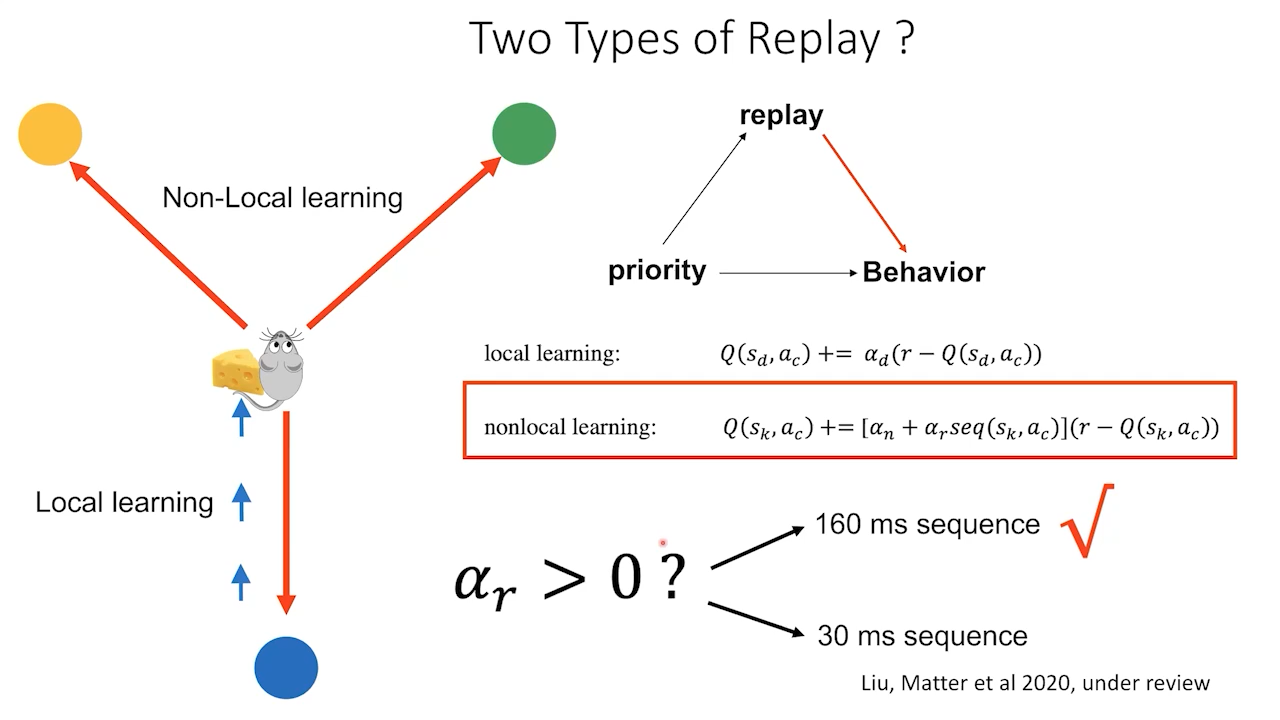 Two Types of Replay ?
replay
Non-Local learning
priority
Behavior
local learning: Q(s_d, a_c) += α_d(r − Q(s_d, a_c))
nonlocal learning: Q(s_k, a_c) += [α_n + α_r seq(s_k, a_c)](r − Q(s_k, a_c))
Local learning
160 ms sequence √
α_r > 0 ?
30 ms sequence
Liu, Matter et al 2020, under review